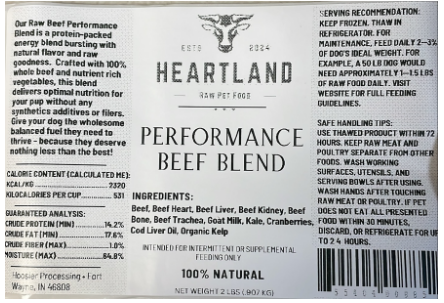 Our Raw Beef Performance
Blend is a protein-packed
energy blend bursting with
natural flavor and raw
goodness. Crafted with 100%
whole beef and nutrient rich
vegetables, this blend
delivers optimal nutrition for
your pup without any
synthetic additives or fillers.
Give your dog the wholesome
balanced fuel they need to
thrive - because they deserve
nothing less than the best!
CALORIE CONTENT (CALCULATED ME):
KCAL/KG 2320
KILOCALORIES PER CUP 531
GUARANTEED ANALYSIS:
CRUDE PROTEIN (MIN) 14.2%
CRUDE FAT (MIN) 17.6%
CRUDE FIBER (MAX) 1.0%
MOISTURE (MAX) 64.8%
Hoosier Processing • Fort
Wayne, IN 46808
ESTD 2024
HEARTLAND
RAW PET FOOD
PERFORMANCE
BEEF BLEND
INGREDIENTS:
Beef, Beef Heart, Beef Liver, Beef Kidney, Beef
Bone, Beef Trachea, Goat Milk, Kale, Cranberries,
Cod Liver Oil, Organic Kelp
INTENDED FOR INTERMITTENT OR SUPPLEMENTAL
FEEDING ONLY
100% NATURAL
NET WEIGHT 2 LBS (.907 KG)
SERVING RECOMMENDATION:
KEEP FROZEN. THAW IN
REFRIGERATOR. FOR
MAINTENANCE, FEED DAILY 2-3%
OF DOG'S IDEAL WEIGHT. FOR
EXAMPLE, A 50 LB DOG WOULD
NEED APPROXIMATELY 1-1.5 LBS
OF RAW FOOD DAILY. VISIT
WEBSITE FOR FULL FEEDING
GUIDELINES.
SAFE HANDLING TIPS:
USE THAWED PRODUCT WITHIN 72
HOURS. KEEP RAW MEAT AND
POULTRY SEPARATE FROM OTHER
FOODS. WASH WORKING
SURFACES, UTENSILS, AND
SERVING BOWLS AFTER USING.
WASH HANDS AFTER TOUCHING
RAW MEAT OR POULTRY. IF PET
DOES NOT EAT ALL PRESENTED
FOOD WITHIN 30 MINUTES,
DISCARD, OR REFRIGERATE FOR UP
TO 24 HOURS.